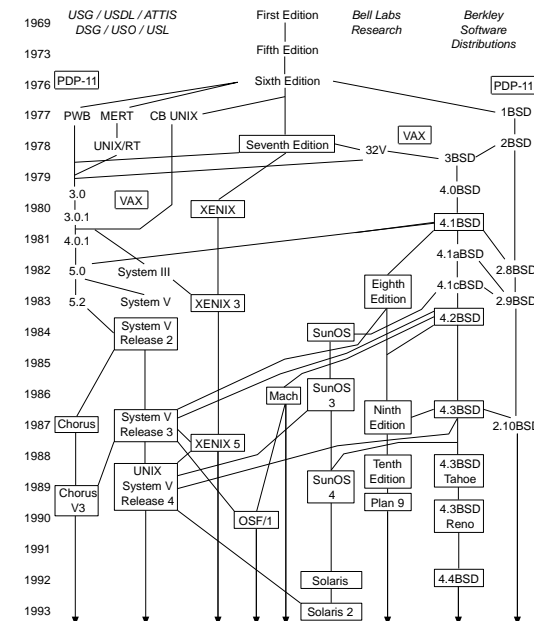 USG / USDL / ATTIS
DSG / USO / USL
Bell Labs
Research
Berkley
Software
Distributions
1969
First Edition
1973
Fifth Edition
1976
PDP-11
Sixth Edition
PDP-11
1977
PWB
MERT
CB UNIX
1BSD
1978
UNIX/RT
Seventh Edition
VAX
32V
2BSD
3BSD
1979
3.0
VAX
4.0BSD
1980
3.0.1
XENIX
4.1BSD
1981
4.0.1
4.1aBSD
1982
5.0
System III
2.8BSD
Eighth
Edition
4.1cBSD
1983
5.2
System V
XENIX 3
2.9BSD
4.2BSD
1984
System V
Release 2
SunOS
1985
1986
Mach
SunOS
3
1987
Chorus
System V
Release 3
Ninth
Edition
4.3BSD
2.10BSD
XENIX 5
1988
1989
Chorus
V3
UNIX
System V
Release 4
SunOS
4
Tenth
Edition
4.3BSD
Tahoe
Plan 9
1990
OSF/1
4.3BSD
Reno
1991
1992
Solaris
4.4BSD
1993
Solaris 2